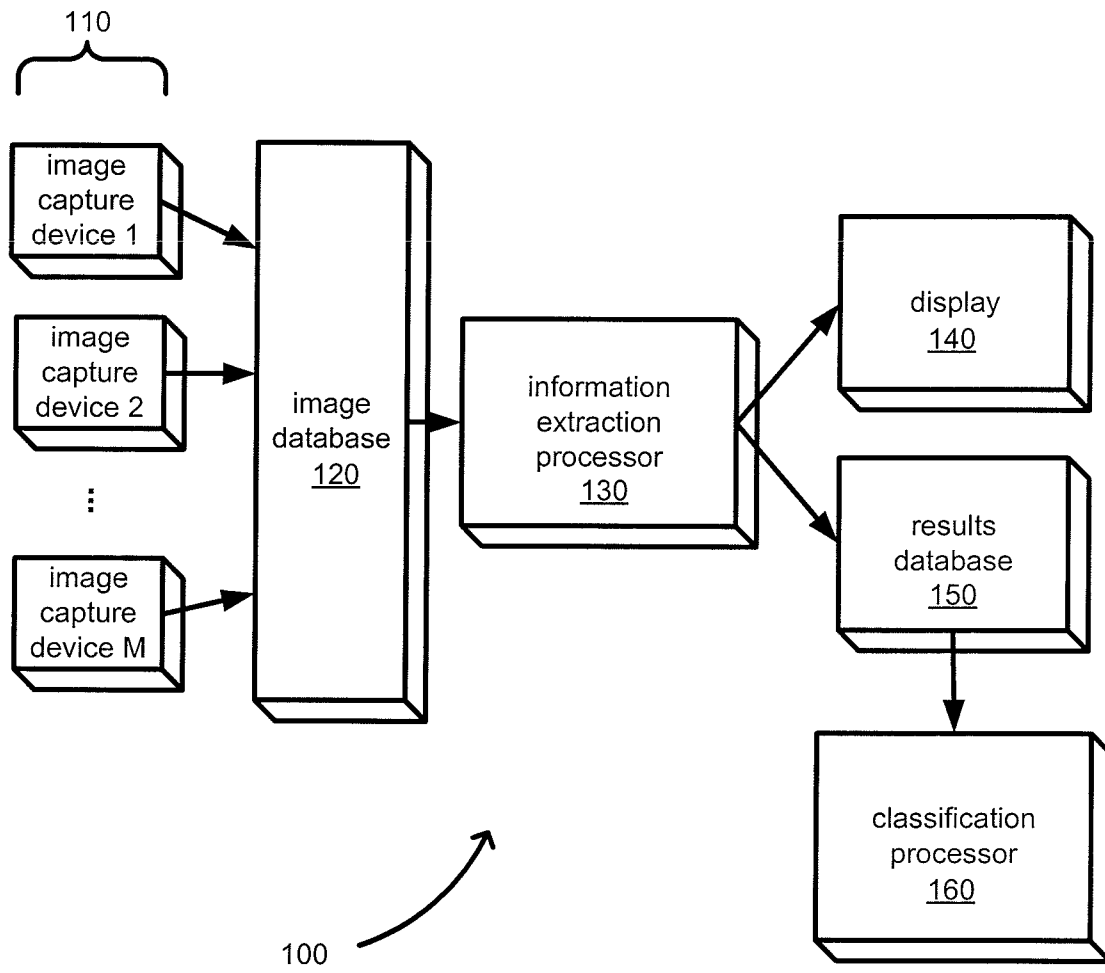 110
image
capture
device 1
image
capture
device 2
...
image
capture
device M
image
database
120
information
extraction
processor
130
display
140
results
database
150
classification
processor
160
100